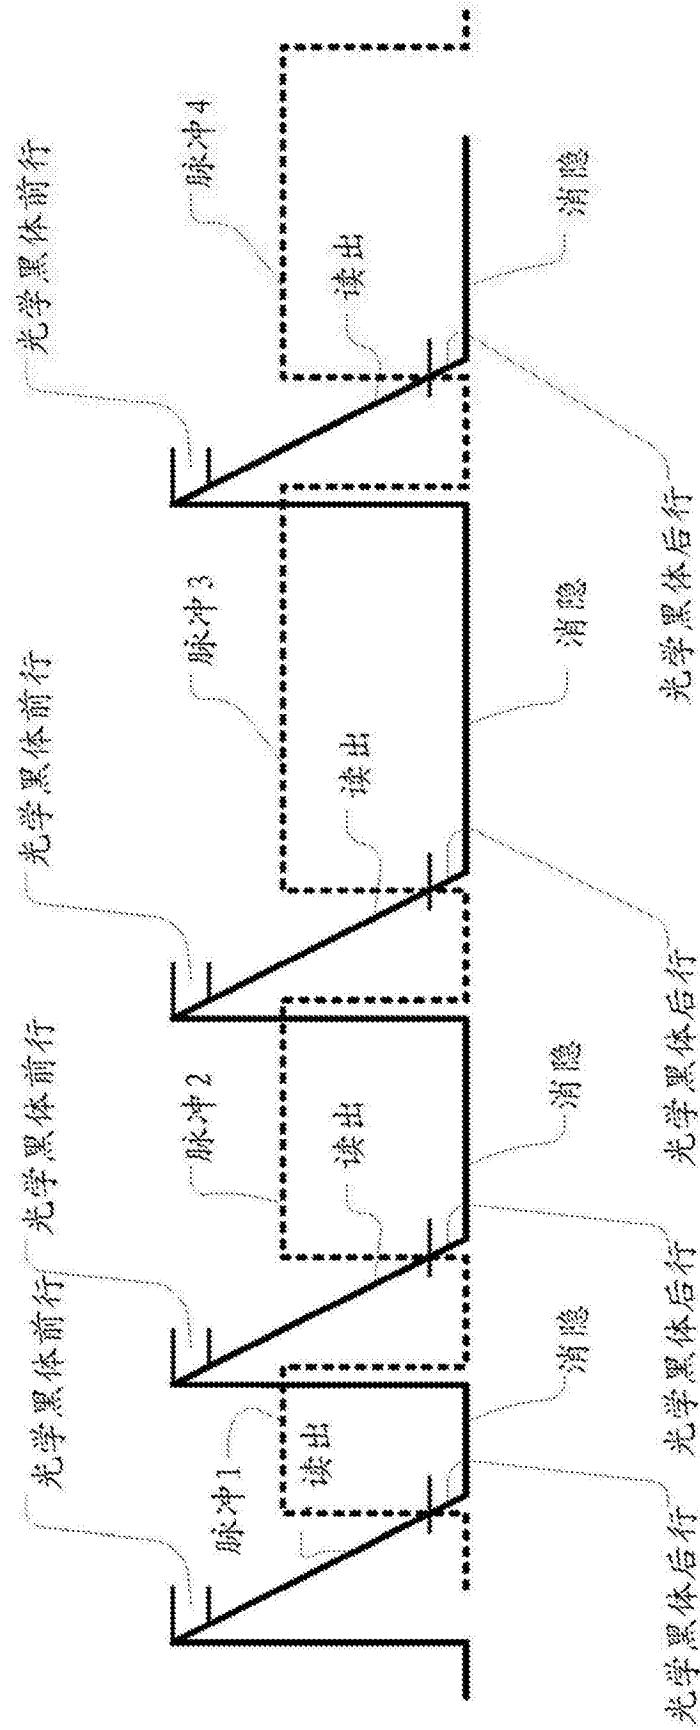 光学黑体前行
光学黑体前行
光学黑体前行
光学黑体前行
脉冲1
脉冲2
脉冲3
脉冲4
读出
读出
读出
读出
消隐
消隐
消隐
消隐
光学黑体后行
光学黑体后行
光学黑体后行
光学黑体后行